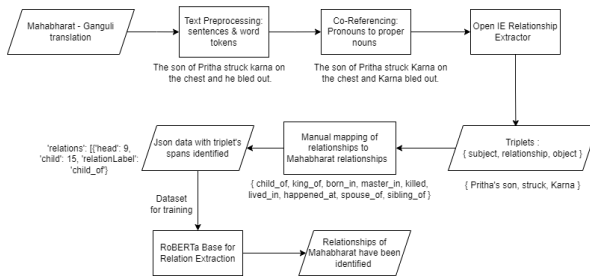 Mahabharat - Ganguli
translation
Text Preprocessing:
sentences & word
tokens
Co-Referencing:
Pronouns to proper
nouns
Open IE Relationship
Extractor
The son of Pritha struck karna on
the chest and he bled out.
The son of Pritha struck Karna on
the chest and Karna bled out.
'relations': [{'head': 9,
'child': 15, 'relationLabel':
'child_of'}
Json data with triplet's
spans identified
Manual mapping of
relationships to
Mahabharat relationships
Triplets :
{ subject, relationship, object }
{ child_of, king_of, born_in, master_in, killed,
lived_in, happened_at, spouse_of, sibling_of }
{ Pritha's son, struck, Karna }
Dataset
for training
RoBERTa Base for
Relation Extraction
Relationships of
Mahabharat have been
identified